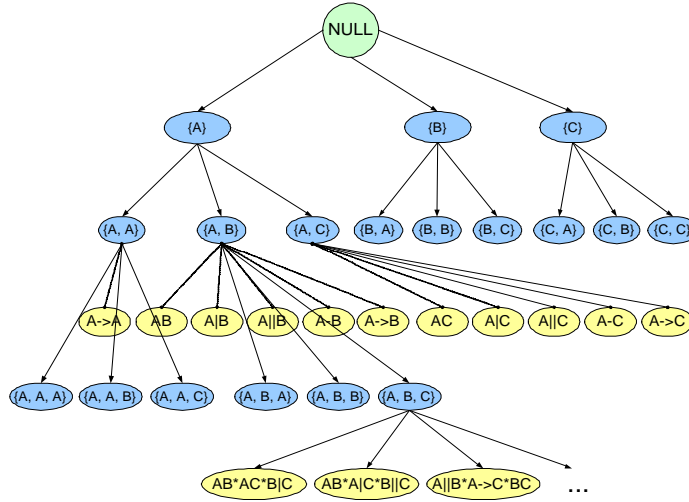 NULL
{A} {B} {C}
{A, A} {A, B} {A, C} {B, A} {B, B} {B, C} {C, A} {C, B} {C, C}
A->A AB A|B A||B A-B A->B AC A|C A||C A-C A->C
{A, A, A} {A, A, B} {A, A, C} {A, B, A} {A, B, B} {A, B, C}
AB*AC*B|C AB*A|C*B||C A||B*A->C*BC ...